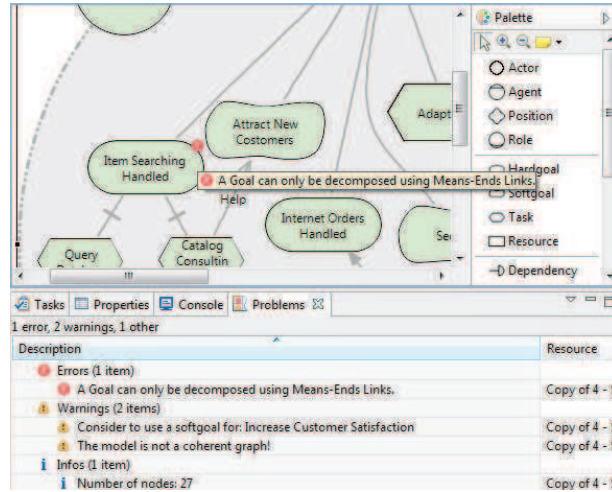 Palette
Actor
Agent
Position
Role
Hardgoal
Softgoal
Task
Resource
Dependency
Attract New
Costomers
Adapt
Item Searching
Handled
A Goal can only be decomposed using Means-Ends Links.
Help
Internet Orders
Handled
Query
Catalog
Consultin
Tasks
Properties
Console
Problems
1 error, 2 warnings, 1 other
Description
Resource
Errors (1 item)
A Goal can only be decomposed using Means-Ends Links.
Copy of 4 -
Warnings (2 items)
Consider to use a softgoal for: Increase Customer Satisfaction
Copy of 4 -
The model is not a coherent graph!
Copy of 4 -
Infos (1 item)
Number of nodes: 27
Copy of 4 -